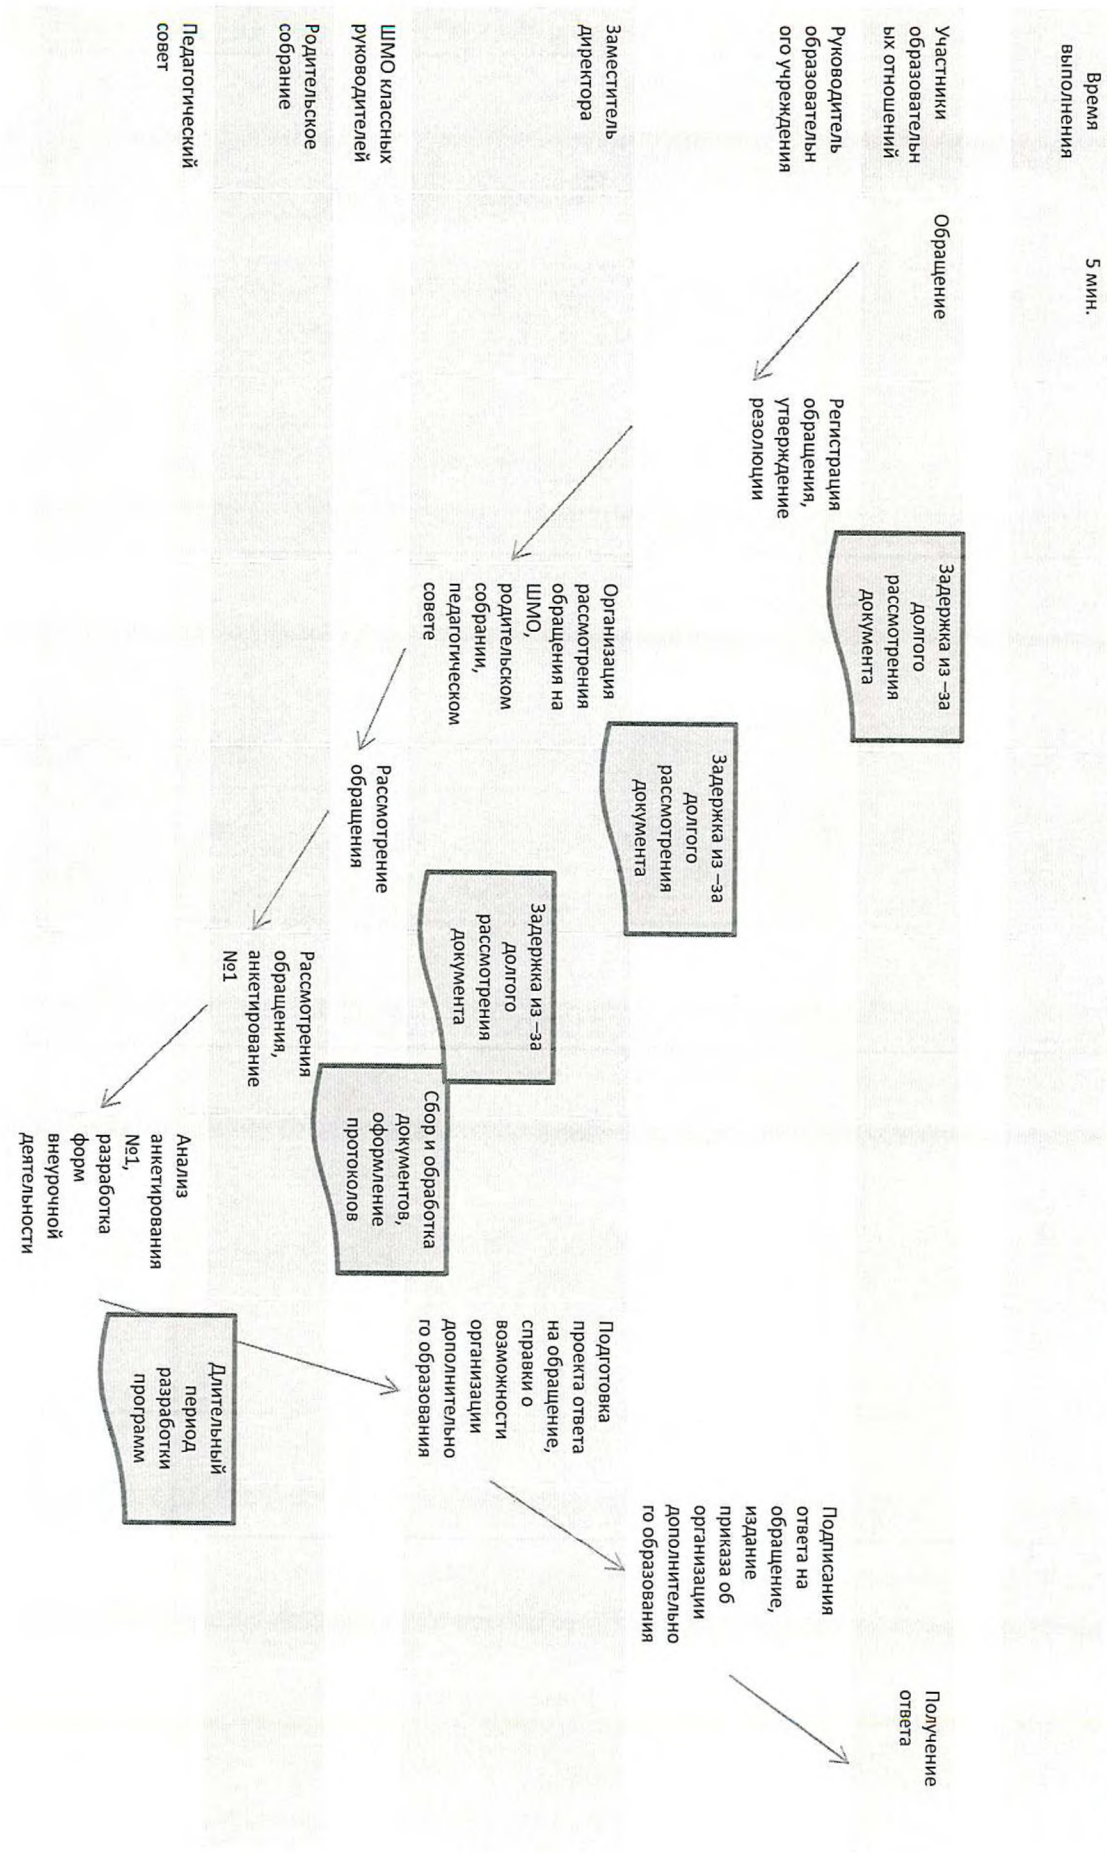 Время
выполнения
5 мин.
Участники
образовательн
ых отношений
Обращение
Задержка из –за
долгого
рассмотрения
документа
Получение
ответа
Руководитель
образовательн
ого учреждения
Регистрация
обращения,
утверждение
резолюции
Задержка из –за
долгого
рассмотрения
документа
Подписания
ответа на
обращение,
издание
приказа об
организации
дополнительно
го образования
Заместитель
директора
Организация
рассмотрения
обращения на
ШМО,
родительском
собрании,
педагогическом
совете
Задержка из –за
долгого
рассмотрения
документа
Подготовка
проекта ответа
на обращение,
справки о
возможности
организации
дополнительно
го образования
ШМО классных
руководителей
Рассмотрение
обращения
Сбор и обработка
документов,
оформление
протоколов
Родительское
собрание
Рассмотрения
обращения,
анкетирование
№1
Длительный
период
разработки
программ
Педагогический
совет
Анализ
анкетирования
№1,
разработка
форм
внеурочной
деятельности